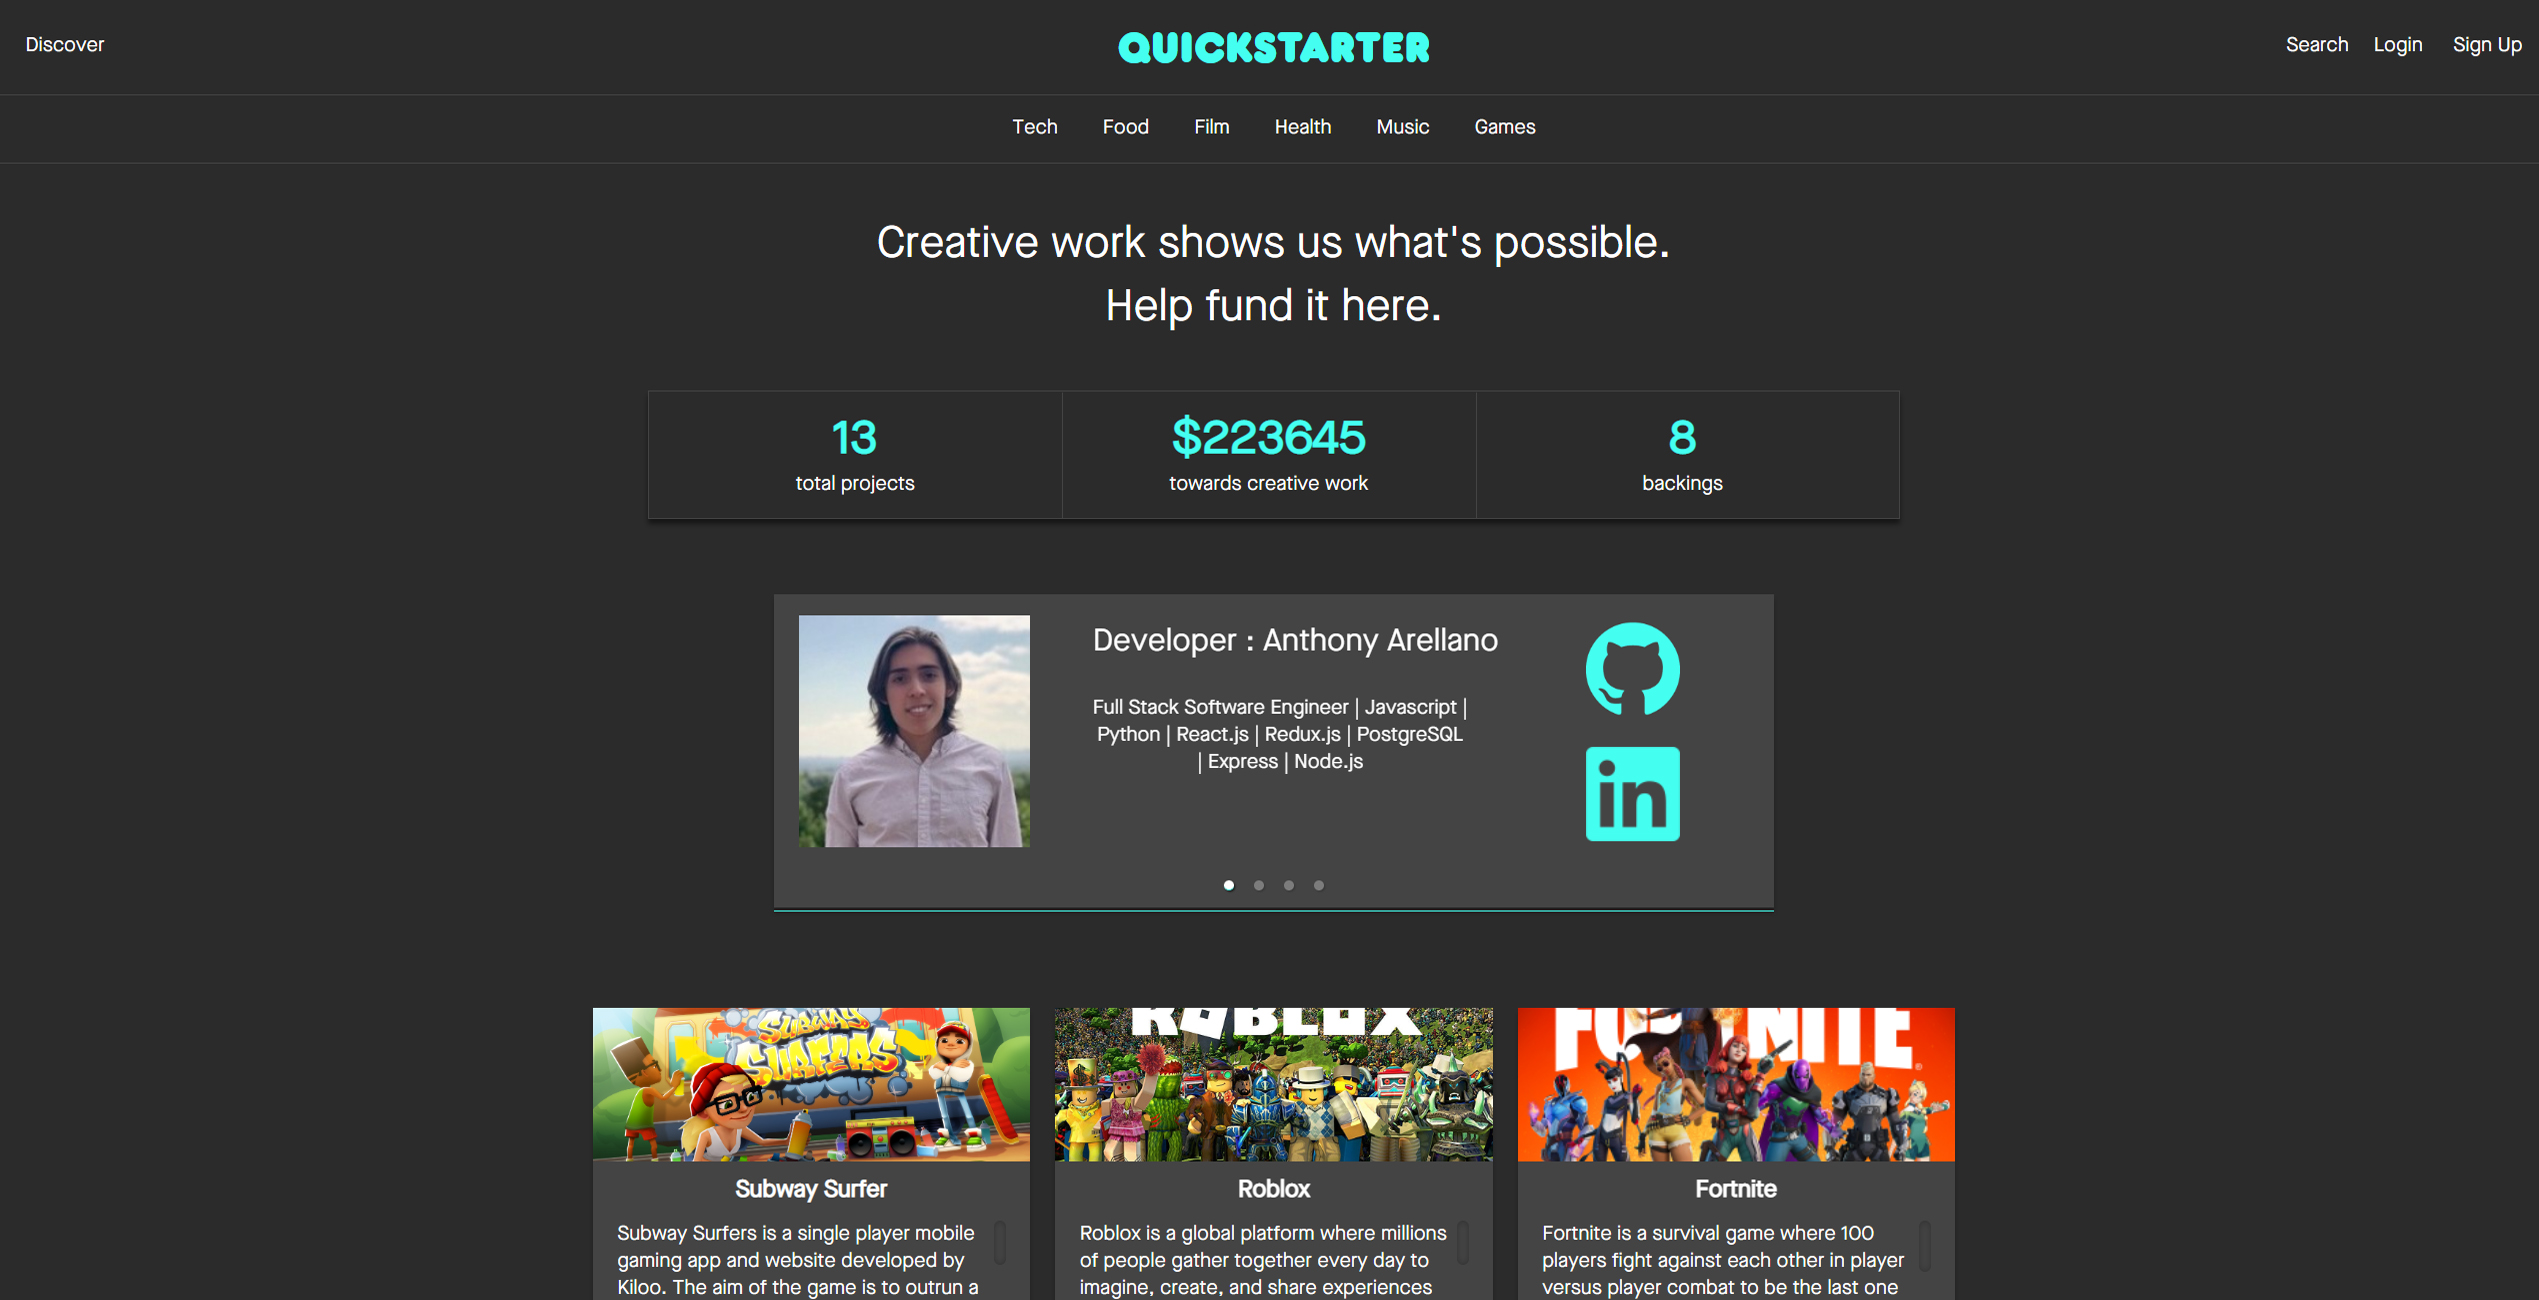 Discover
QUICKSTARTER
Search Login Sign Up
Tech Food Film Health Music Games
Creative work shows us what's possible.
Help fund it here.
13
total projects
$223645
towards creative work
8
backings
Developer : Anthony Arellano
Full Stack Software Engineer | Javascript |
Python | React.js | Redux.js | PostgreSQL
| Express | Node.js
in
SUBWAY
SURFERS
ROBLOX
FORTNITE
Subway Surfer
Subway Surfers is a single player mobile
gaming app and website developed by
Kiloo. The aim of the game is to outrun a
Roblox
Roblox is a global platform where millions
of people gather together every day to
imagine, create, and share experiences
Fortnite
Fortnite is a survival game where 100
players fight against each other in player
versus player combat to be the last one